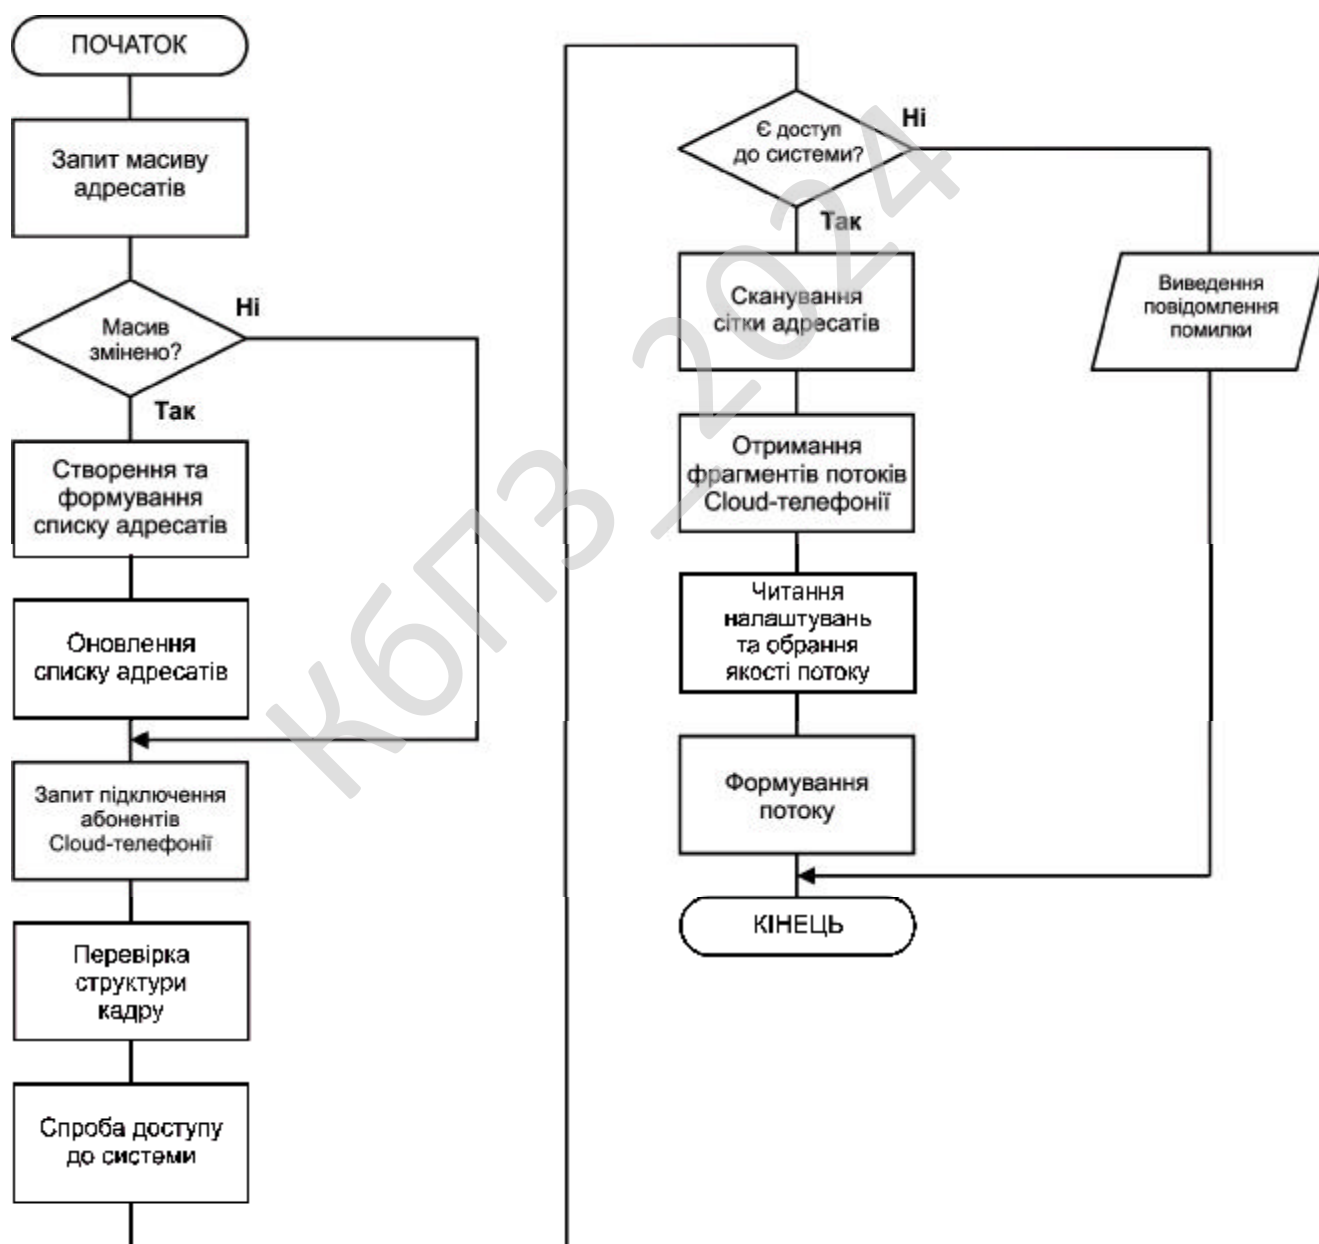 ПОЧАТОК
Запит масиву
адресатів
Масив
змінено?
Ні
Так
Створення та
формування
списку адресатів
Оновлення
списку адресатів
Запит підключення
абонентів
Cloud-телефонії
Перевірка
структури
кадру
Спроба доступу
до системи
Є доступ
до системи?
Ні
Так
Сканування
сітки адресатів
Отримання
фрагментів потоків
Cloud-телефонії
Читання
налаштувань
та обрання
якості потоку
Формування
потоку
КІНЕЦЬ
Виведення
повідомлення
помилки
КбПЗ_2024